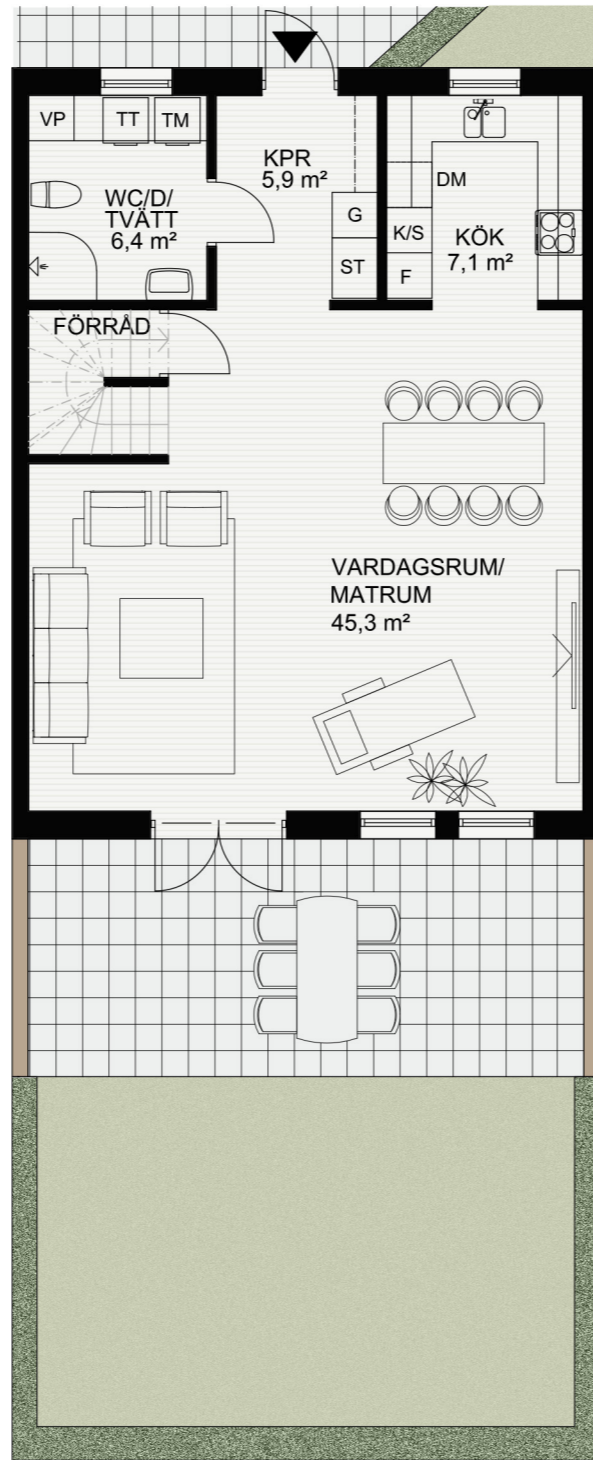 VP
TT
TM
KPR
5,9 m²
DM
WC/D/
TVÄTT
6,4 m²
G
ST
K/S
F
KÖK
7,1 m²
FÖRRÅD
VARDAGSRUM/
MATRUM
45,3 m²